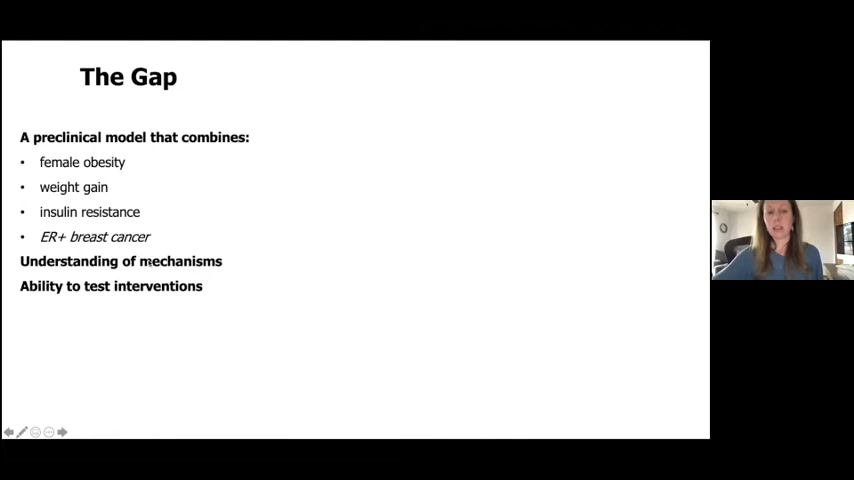 The Gap
A preclinical model that combines:
• female obesity
• weight gain
• insulin resistance
• ER+ breast cancer
Understanding of mechanisms
Ability to test interventions